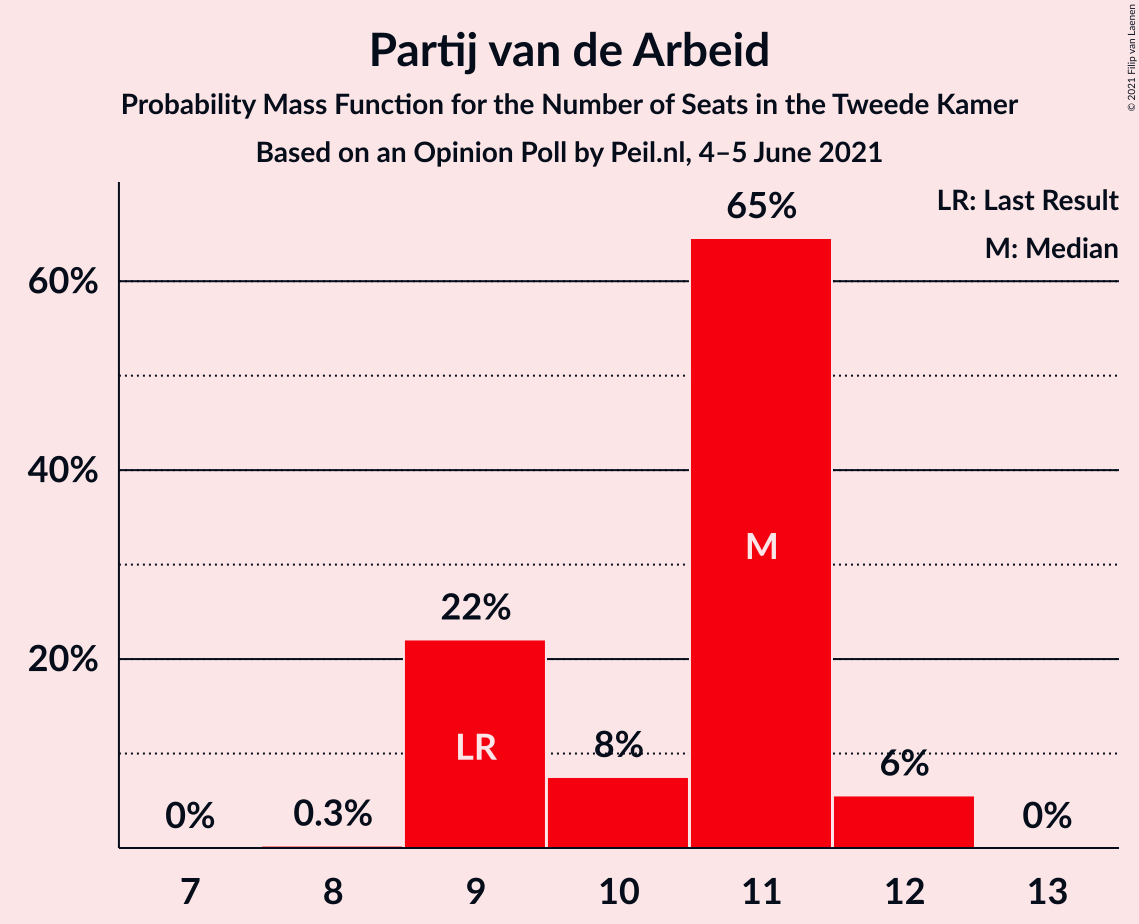 Partij van de Arbeid
Probability Mass Function for the Number of Seats in the Tweede Kamer
Based on an Opinion Poll by Peil.nl, 4–5 June 2021
© 2021 Filip van Laenen
LR: Last Result
M: Median
60%
40%
20%
0%
0.3%
22%
8%
65%
6%
0%
LR
M
7 8 9 10 11 12 13